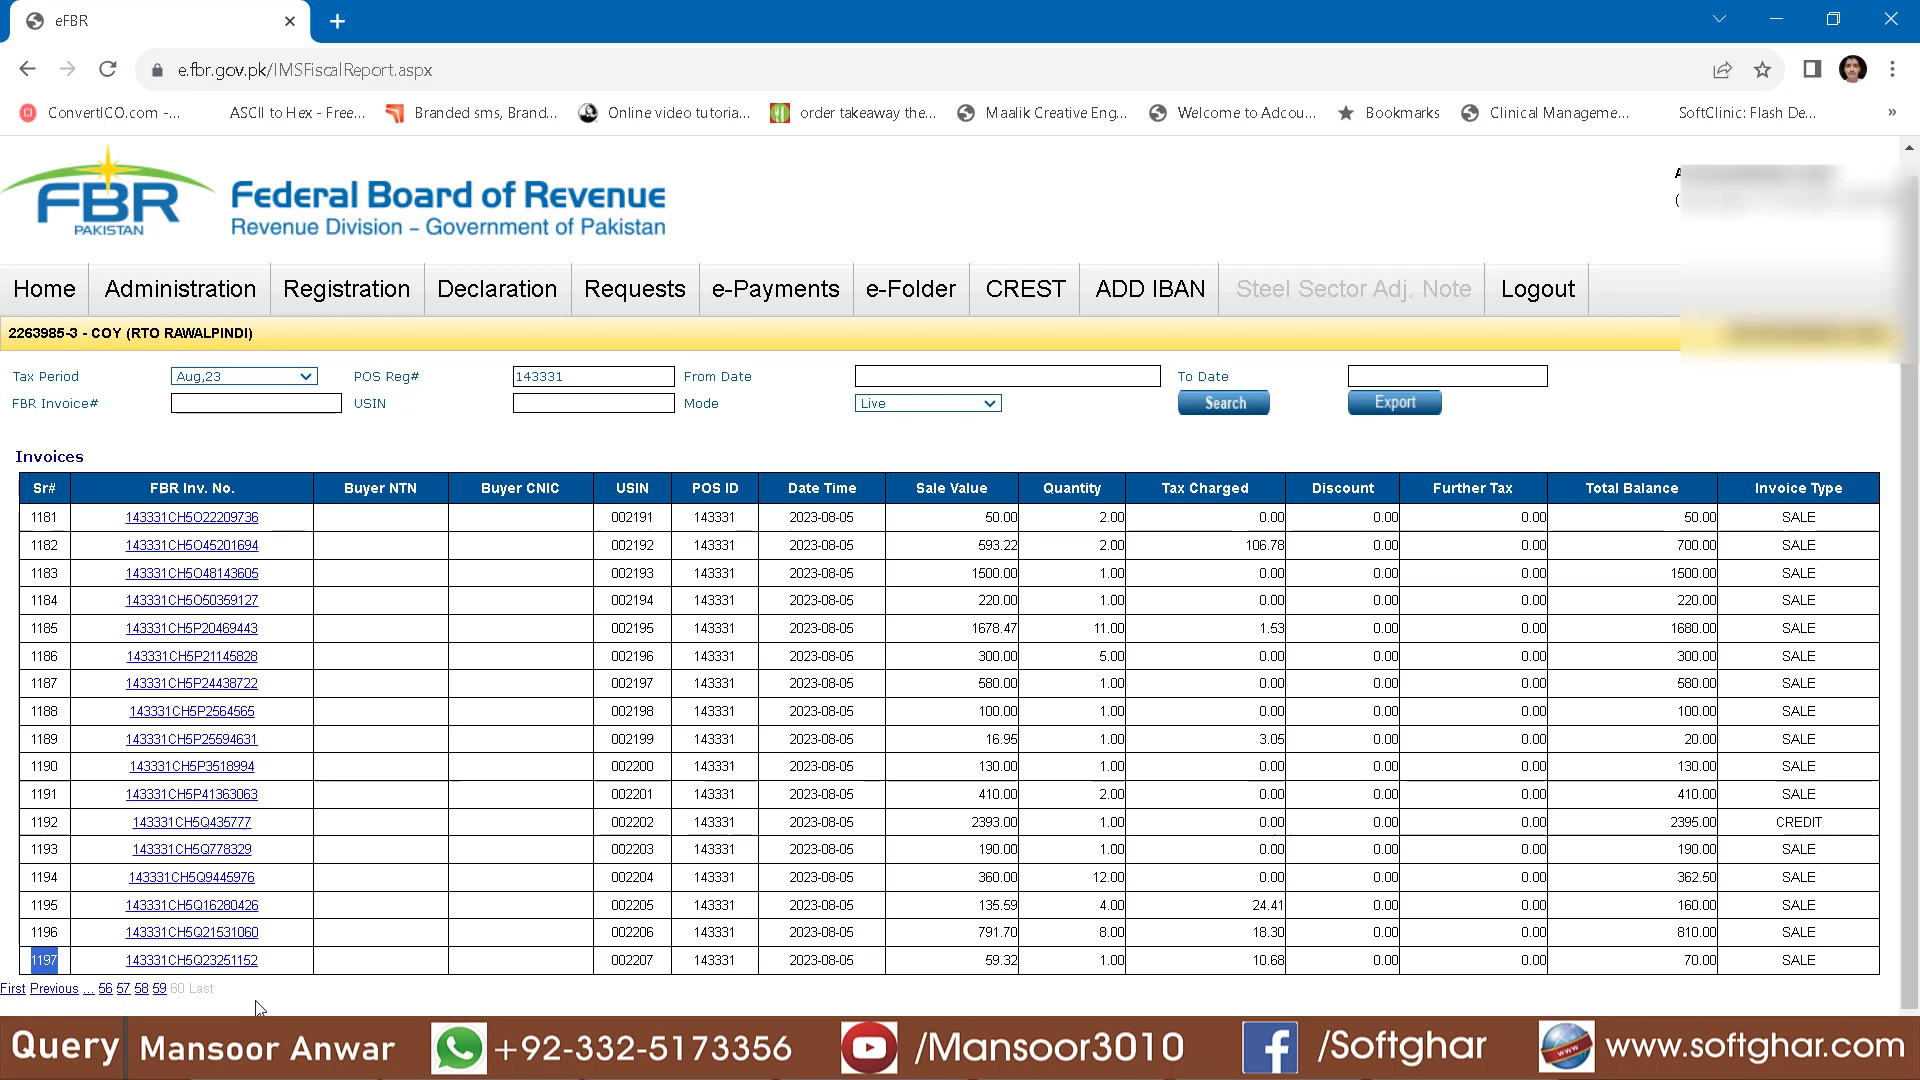 eFBR
e.fbr.gov.pk/IMSFiscalReport.aspx
ConvertICO.com -... ASCII to Hex - Free... Branded sms, Brand... Online video tutoria... order takeaway the... Maalik Creative Eng... Welcome to Adcou... Bookmarks Clinical Manageme... SoftClinic: Flash De... »
FBR
PAKISTAN
Federal Board of Revenue
Revenue Division – Government of Pakistan
Home Administration Registration Declaration Requests e-Payments e-Folder CREST ADD IBAN Steel Sector Adj. Note Logout
2263985-3 - COY (RTO RAWALPINDI)
Tax Period Aug,23 POS Reg# 143331 From Date To Date
FBR Invoice# USIN Mode Live Search Export
Invoices
Sr# FBR Inv. No. Buyer NTN Buyer CNIC USIN POS ID Date Time Sale Value Quantity Tax Charged Discount Further Tax Total Balance Invoice Type
1181 143331CH5O22209736 002191 143331 2023-08-05 50.00 2.00 0.00 0.00 0.00 50.00 SALE
1182 143331CH5O45201694 002192 143331 2023-08-05 593.22 2.00 106.78 0.00 0.00 700.00 SALE
1183 143331CH5O48143605 002193 143331 2023-08-05 1500.00 1.00 0.00 0.00 0.00 1500.00 SALE
1184 143331CH5O50359127 002194 143331 2023-08-05 220.00 1.00 0.00 0.00 0.00 220.00 SALE
1185 143331CH5P20469443 002195 143331 2023-08-05 1678.47 11.00 1.53 0.00 0.00 1680.00 SALE
1186 143331CH5P21145828 002196 143331 2023-08-05 300.00 5.00 0.00 0.00 0.00 300.00 SALE
1187 143331CH5P24438722 002197 143331 2023-08-05 580.00 1.00 0.00 0.00 0.00 580.00 SALE
1188 143331CH5P2564565 002198 143331 2023-08-05 100.00 1.00 0.00 0.00 0.00 100.00 SALE
1189 143331CH5P25594631 002199 143331 2023-08-05 16.95 1.00 3.05 0.00 0.00 20.00 SALE
1190 143331CH5P3518994 002200 143331 2023-08-05 130.00 1.00 0.00 0.00 0.00 130.00 SALE
1191 143331CH5P41363063 002201 143331 2023-08-05 410.00 2.00 0.00 0.00 0.00 410.00 SALE
1192 143331CH5Q435777 002202 143331 2023-08-05 2393.00 1.00 0.00 0.00 0.00 2395.00 CREDIT
1193 143331CH5Q778329 002203 143331 2023-08-05 190.00 1.00 0.00 0.00 0.00 190.00 SALE
1194 143331CH5Q9445976 002204 143331 2023-08-05 360.00 12.00 0.00 0.00 0.00 362.50 SALE
1195 143331CH5Q16280426 002205 143331 2023-08-05 135.59 4.00 24.41 0.00 0.00 160.00 SALE
1196 143331CH5Q21531060 002206 143331 2023-08-05 791.70 8.00 18.30 0.00 0.00 810.00 SALE
1197 143331CH5Q23251152 002207 143331 2023-08-05 59.32 1.00 10.68 0.00 0.00 70.00 SALE
First Previous ... 56 57 58 59 60 Last
Query Mansoor Anwar +92-332-5173356 /Mansoor3010 /Softghar www.softghar.com